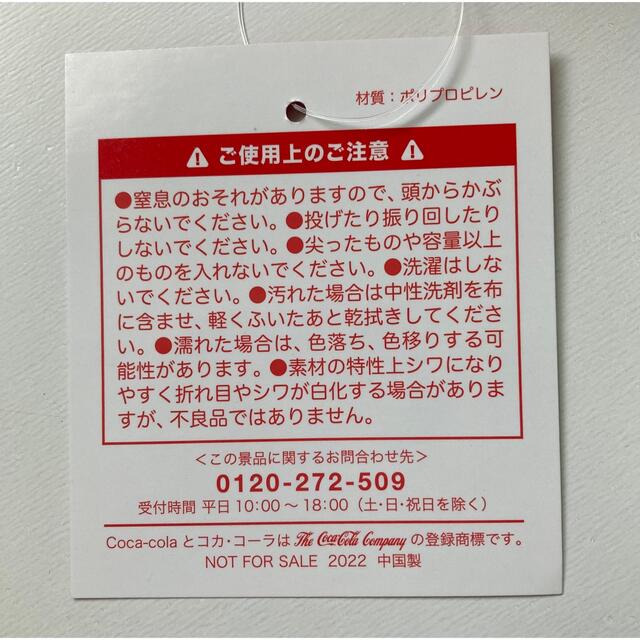 材質：ポリプロピレン
ご使用上のご注意
●窒息のおそれがありますので、頭からかぶ
らないでください。●投げたり振り回したり
しないでください。●尖ったものや容量以上
のものを入れないでください。●洗濯はしな
いでください。●汚れた場合は中性洗剤を布
に含ませ、軽くふいたあと乾拭きしてくださ
い。●濡れた場合は、色落ち、色移りする可
能性があります。●素材の特性上シワになり
やすく折れ目やシワが白化する場合がありま
すが、不良品ではありません。
＜この景品に関するお問合わせ先＞
0120-272-509
受付時間 平日10:00～18:00（土・日・祝日を除く）
Coca-colaとコカ・コーラは The Coca-Cola Company の登録商標です。
NOT FOR SALE 2022 中国製